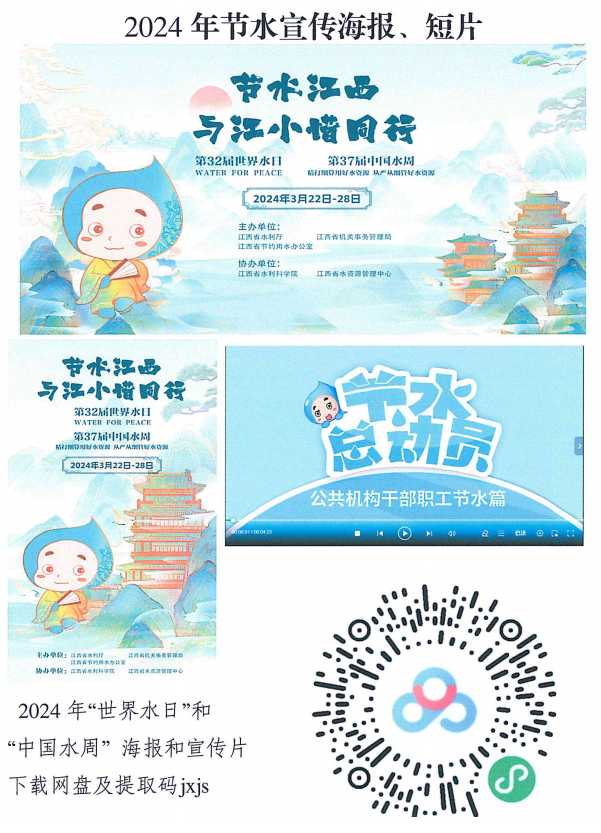 2024 年节水宣传海报、短片
节水江西
与江小惜同行
第32届世界水日 第37届中国水周
WATER FOR PEACE 精打细算用好水资源 从严从细管好水资源
2024年3月22日-28日
主办单位：
江西省水利厅 江西省机关事务管理局
江西省节约用水办公室
协办单位：
江西省水利科学院 江西省水资源管理中心
节水江西
与江小惜同行
第32届世界水日
WATER FOR PEACE
第37届中国水周
精打细算用好水资源 从严从细管好水资源
2024年3月22日-28日
主办单位：江西省水利厅 江西省机关事务管理局
江西省节约用水办公室
协办单位：江西省水利科学院 江西省水资源管理中心
节水
总动员
公共机构干部职工节水篇
00:00:07 / 00:04:23
倍速
2024 年“世界水日”和
“中国水周” 海报和宣传片
下载网盘及提取码jxjs